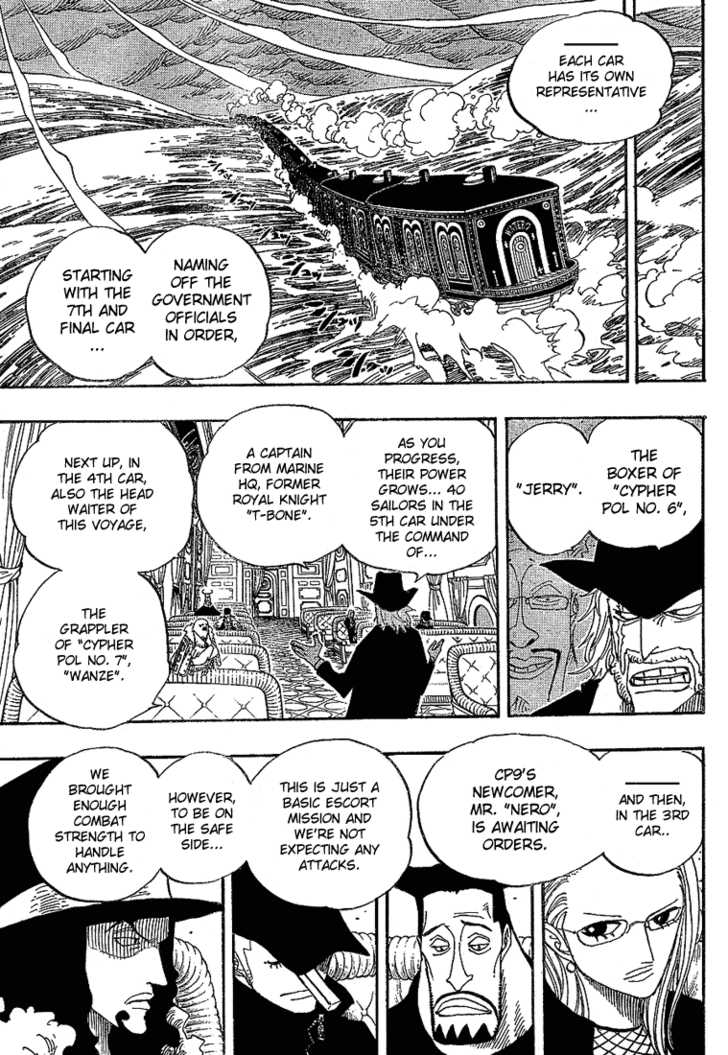 EACH CAR
HAS ITS OWN
REPRESENTATIVE
...
NAMING
OFF THE
GOVERNMENT
OFFICIALS
IN ORDER,
STARTING
WITH THE
7TH AND
FINAL CAR
...
THE
BOXER OF
"CYPHER
POL NO. 6",
"JERRY".
AS YOU
PROGRESS,
THEIR POWER
GROWS... 40
SAILORS IN THE
5TH CAR UNDER
THE COMMAND
OF...
A CAPTAIN
FROM MARINE
HQ, FORMER
ROYAL KNIGHT
"T-BONE".
NEXT UP, IN
THE 4TH CAR,
ALSO THE HEAD
WAITER OF
THIS VOYAGE,
THE
GRAPPLER
OF "CYPHER
POL NO. 7",
"WANZE".
AND THEN,
IN THE 3RD
CAR..
CP9'S
NEWCOMER,
MR. "NERO",
IS AWAITING
ORDERS.
THIS IS JUST A
BASIC ESCORT
MISSION AND
WE'RE NOT
EXPECTING ANY
ATTACKS.
HOWEVER,
TO BE ON
THE SAFE
SIDE...
WE
BROUGHT
ENOUGH
COMBAT
STRENGTH TO
HANDLE
ANYTHING.